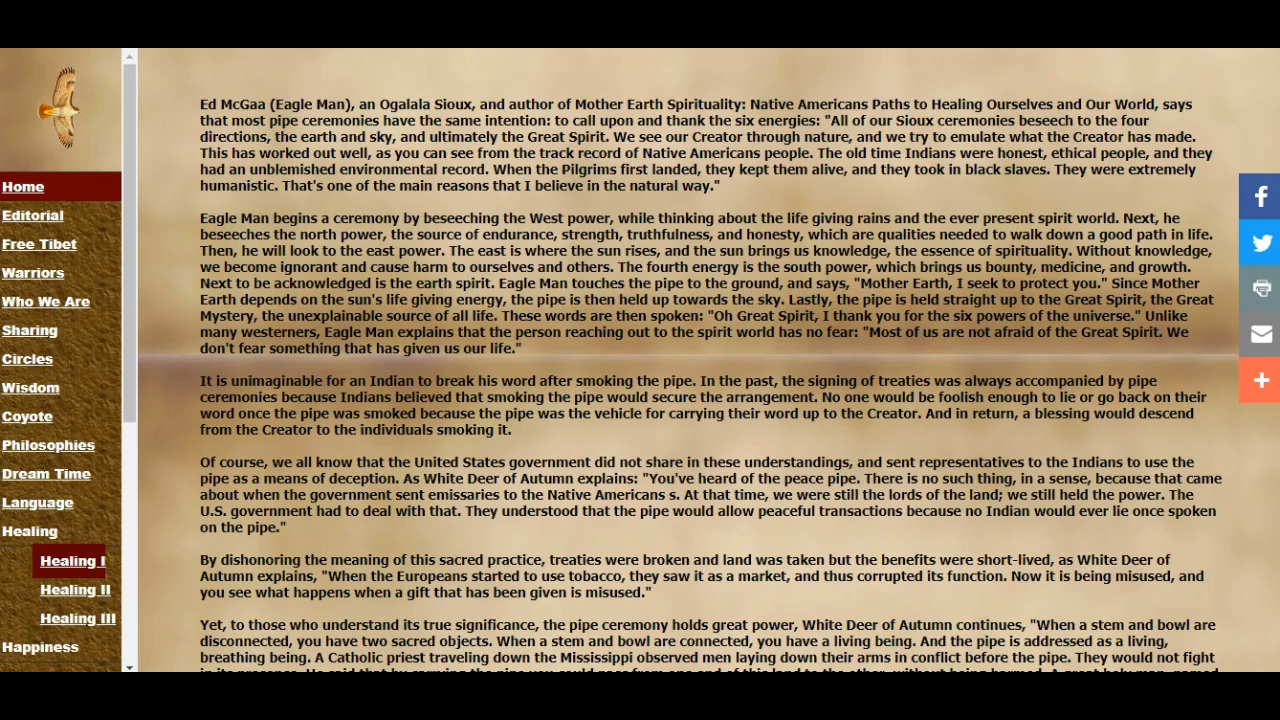 Home
Editorial
Free Tibet
Warriors
Who We Are
Sharing
Circles
Wisdom
Coyote
Philosophies
Dream Time
Language
Healing
Healing I
Healing II
Healing III
Happiness
Ed McGaa (Eagle Man), an Ogalala Sioux, and author of Mother Earth Spirituality: Native Americans Paths to Healing Ourselves and Our World, says
that most pipe ceremonies have the same intention: to call upon and thank the six energies: "All of our Sioux ceremonies beseech to the four
directions, the earth and sky, and ultimately the Great Spirit. We see our Creator through nature, and we try to emulate what the Creator has made.
This has worked out well, as you can see from the track record of Native Americans people. The old time Indians were honest, ethical people, and they
had an unblemished environmental record. When the Pilgrims first landed, they kept them alive, and they took in black slaves. They were extremely
humanistic. That's one of the main reasons that I believe in the natural way."
Eagle Man begins a ceremony by beseeching the West power, while thinking about the life giving rains and the ever present spirit world. Next, he
beseeches the north power, the source of endurance, strength, truthfulness, and honesty, which are qualities needed to walk down a good path in life.
Then, he will look to the east power. The east is where the sun rises, and the sun brings us knowledge, the essence of spirituality. Without knowledge,
we become ignorant and cause harm to ourselves and others. The fourth energy is the south power, which brings us bounty, medicine, and growth.
Next to be acknowledged is the earth spirit. Eagle Man touches the pipe to the ground, and says, "Mother Earth, I seek to protect you." Since Mother
Earth depends on the sun's life giving energy, the pipe is then held up towards the sky. Lastly, the pipe is held straight up to the Great Spirit, the Great
Mystery, the unexplainable source of all life. These words are then spoken: "Oh Great Spirit, I thank you for the six powers of the universe." Unlike
many westerners, Eagle Man explains that the person reaching out to the spirit world has no fear: "Most of us are not afraid of the Great Spirit. We
don't fear something that has given us our life."
It is unimaginable for an Indian to break his word after smoking the pipe. In the past, the signing of treaties was always accompanied by pipe
ceremonies because Indians believed that smoking the pipe would secure the arrangement. No one would be foolish enough to lie or go back on their
word once the pipe was smoked because the pipe was the vehicle for carrying their word up to the Creator. And in return, a blessing would descend
from the Creator to the individuals smoking it.
Of course, we all know that the United States government did not share in these understandings, and sent representatives to the Indians to use the
pipe as a means of deception. As White Deer of Autumn explains: "You've heard of the peace pipe. There is no such thing, in a sense, because that came
about when the government sent emissaries to the Native Americans s. At that time, we were still the lords of the land; we still held the power. The
U.S. government had to deal with that. They understood that the pipe would allow peaceful transactions because no Indian would ever lie once spoken
on the pipe."
By dishonoring the meaning of this sacred practice, treaties were broken and land was taken but the benefits were short-lived, as White Deer of
Autumn explains, "When the Europeans started to use tobacco, they saw it as a market, and thus corrupted its function. Now it is being misused, and
you see what happens when a gift that has been given is misused."
Yet, to those who understand its true significance, the pipe ceremony holds great power, White Deer of Autumn continues, "When a stem and bowl are
disconnected, you have two sacred objects. When a stem and bowl are connected, you have a living being. And the pipe is addressed as a living,
breathing being. A Catholic priest traveling down the Mississippi observed men laying down their arms in conflict before the pipe. They would not fight